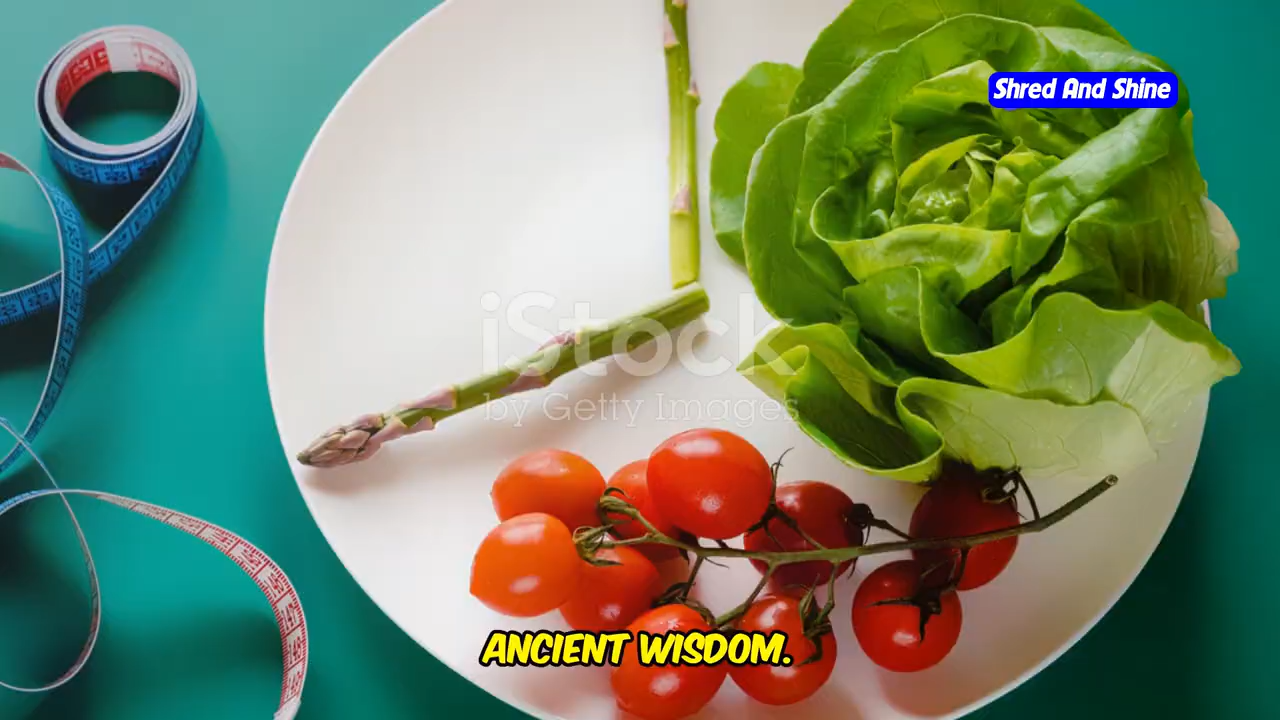 Shred And Shine
iStock
by Getty Images
ANCIENT WISDOM.